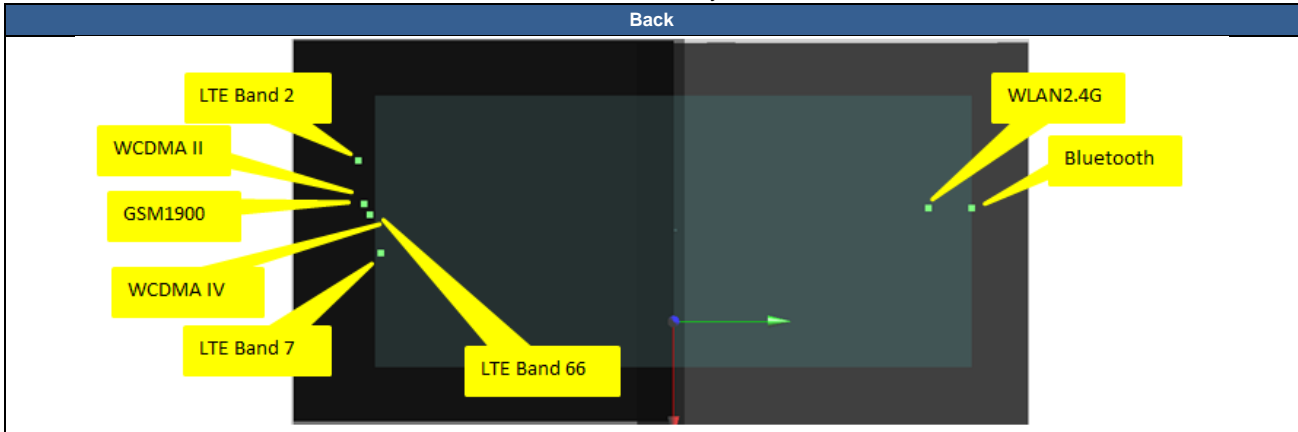 Back
LTE Band 2
WLAN2.4G
WCDMA II
Bluetooth
GSM1900
WCDMA IV
LTE Band 7
LTE Band 66